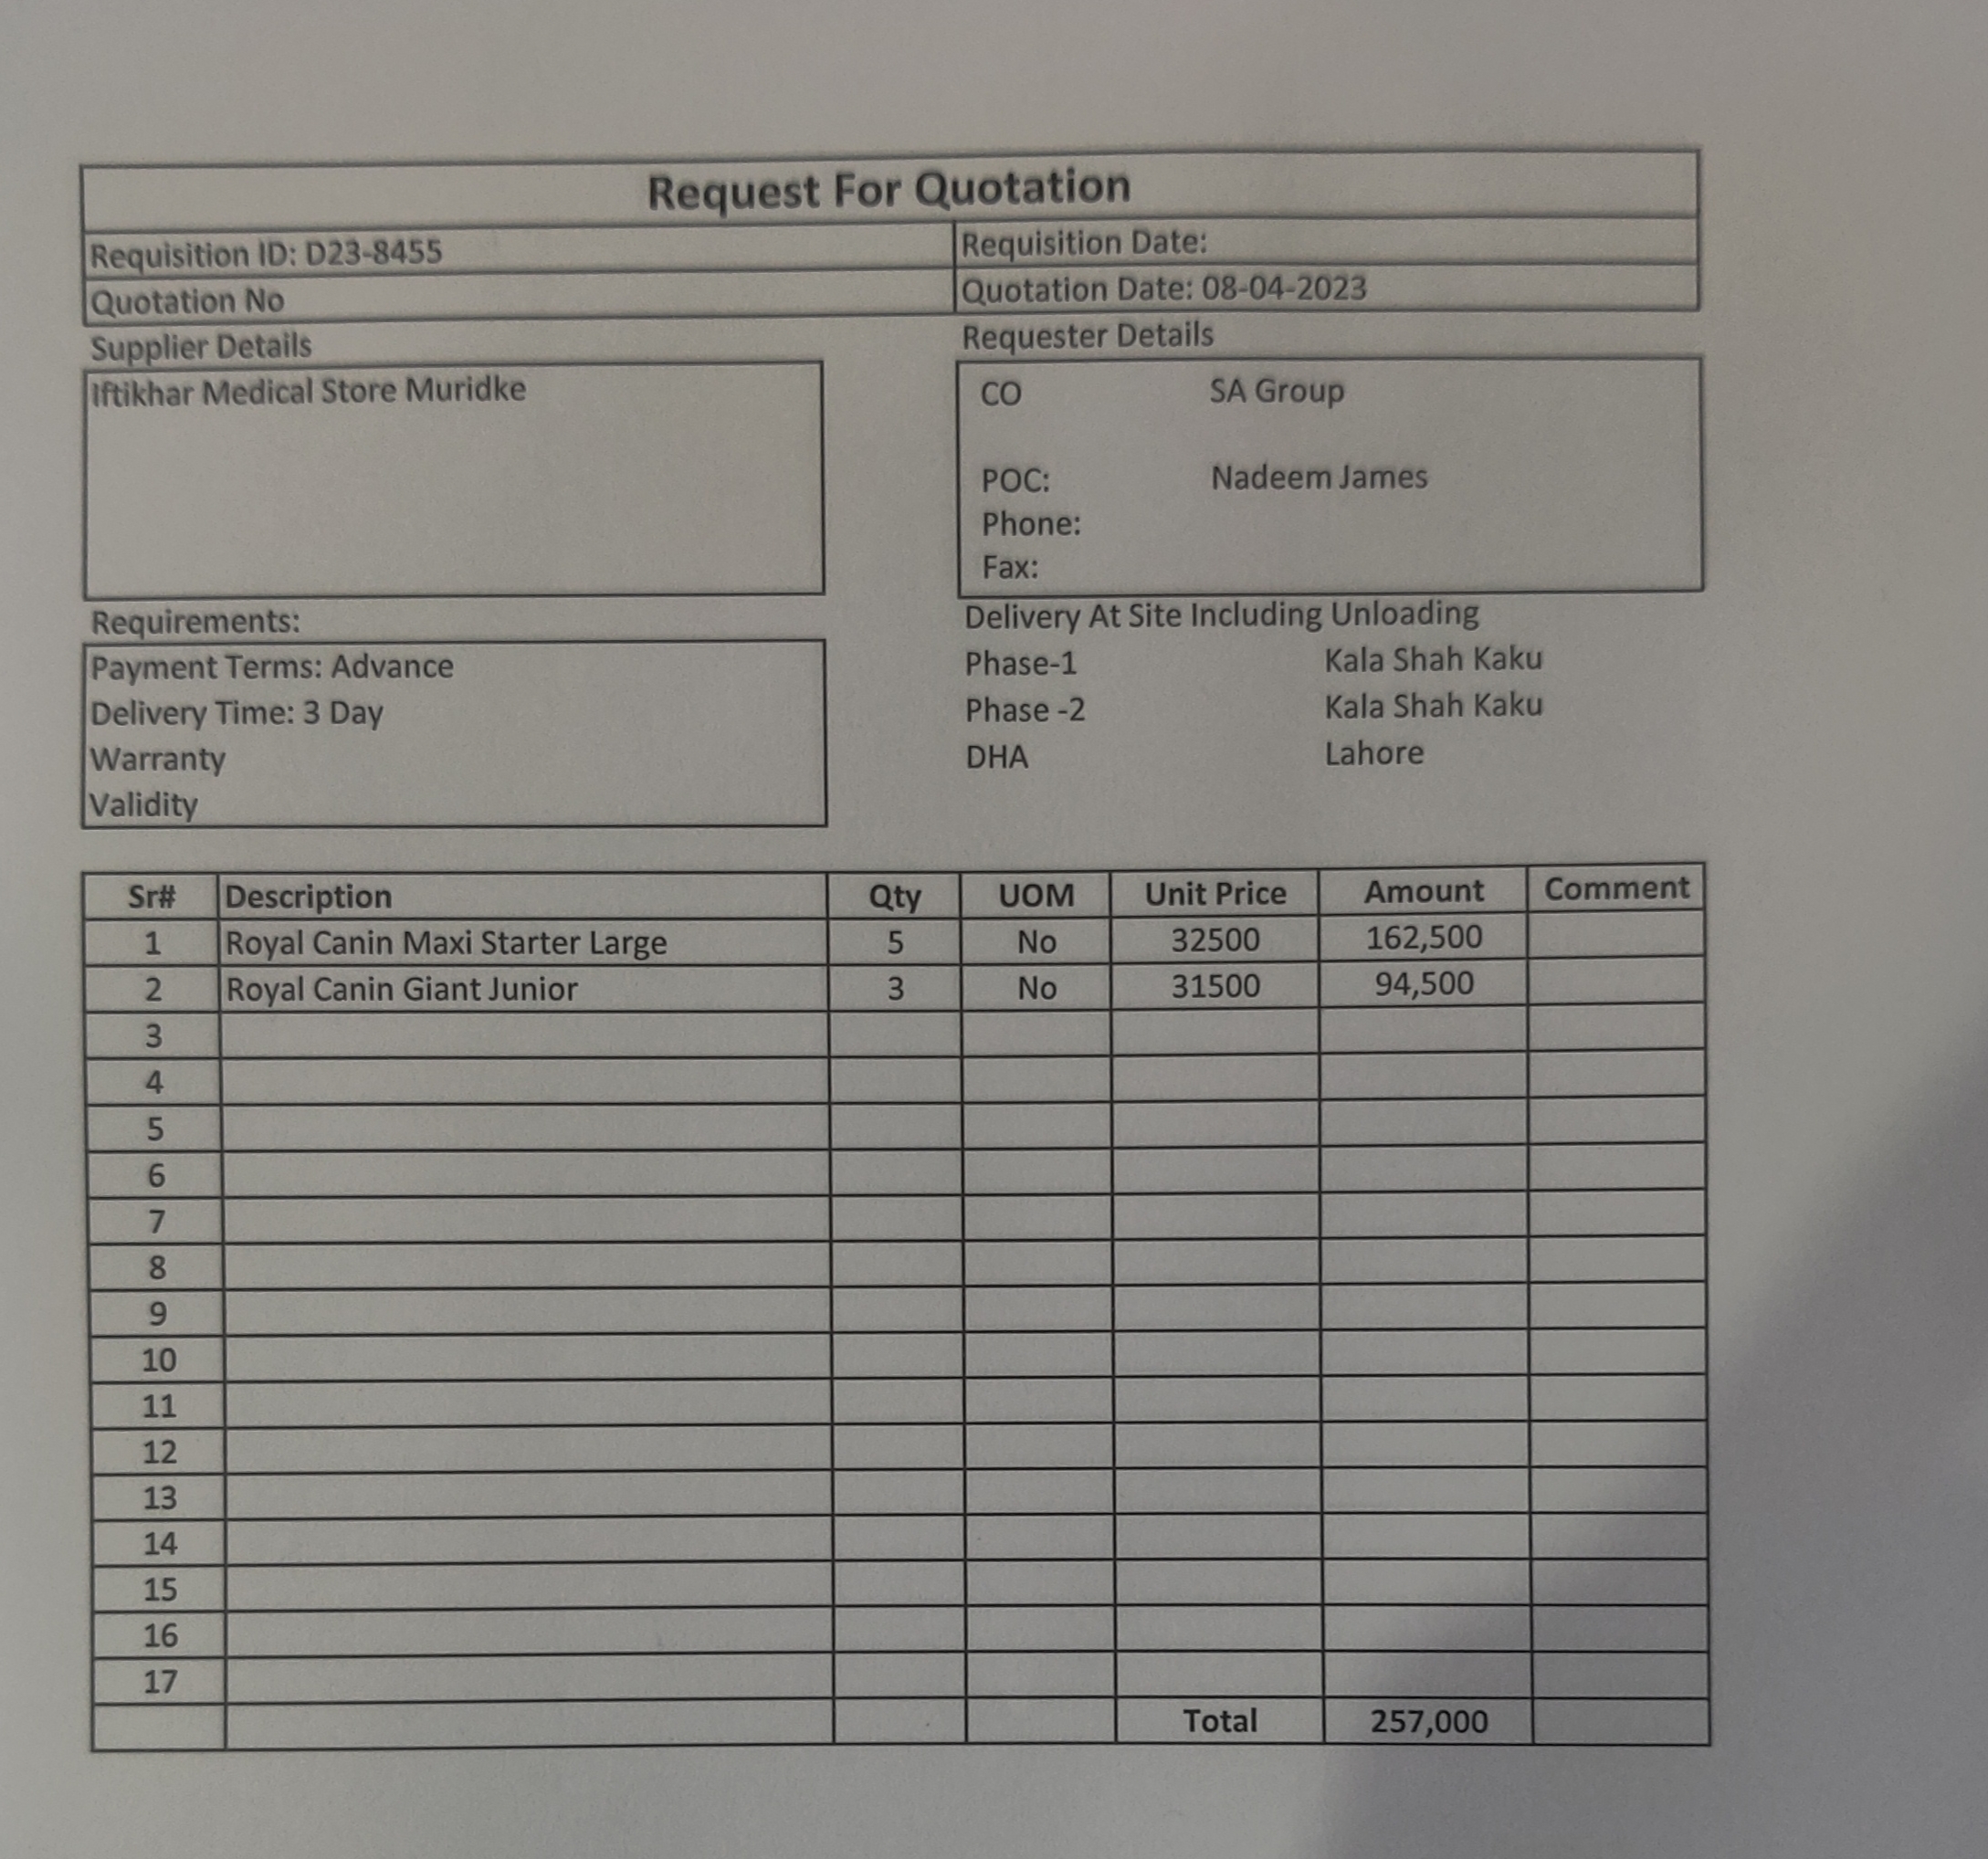 Request For Quotation
Requisition ID: D23-8455 Requisition Date:
Quotation No Quotation Date: 08-04-2023
Supplier Details Requester Details
Iftikhar Medical Store Muridke
CO SA Group
POC: Nadeem James
Phone:
Fax:
Requirements:
Payment Terms: Advance
Delivery Time: 3 Day
Warranty
Validity
Delivery At Site Including Unloading
Phase-1 Kala Shah Kaku
Phase -2 Kala Shah Kaku
DHA Lahore
Sr# Description Qty UOM Unit Price Amount Comment
1 Royal Canin Maxi Starter Large 5 No 32500 162,500
2 Royal Canin Giant Junior 3 No 31500 94,500
3
4
5
6
7
8
9
10
11
12
13
14
15
16
17
Total 257,000